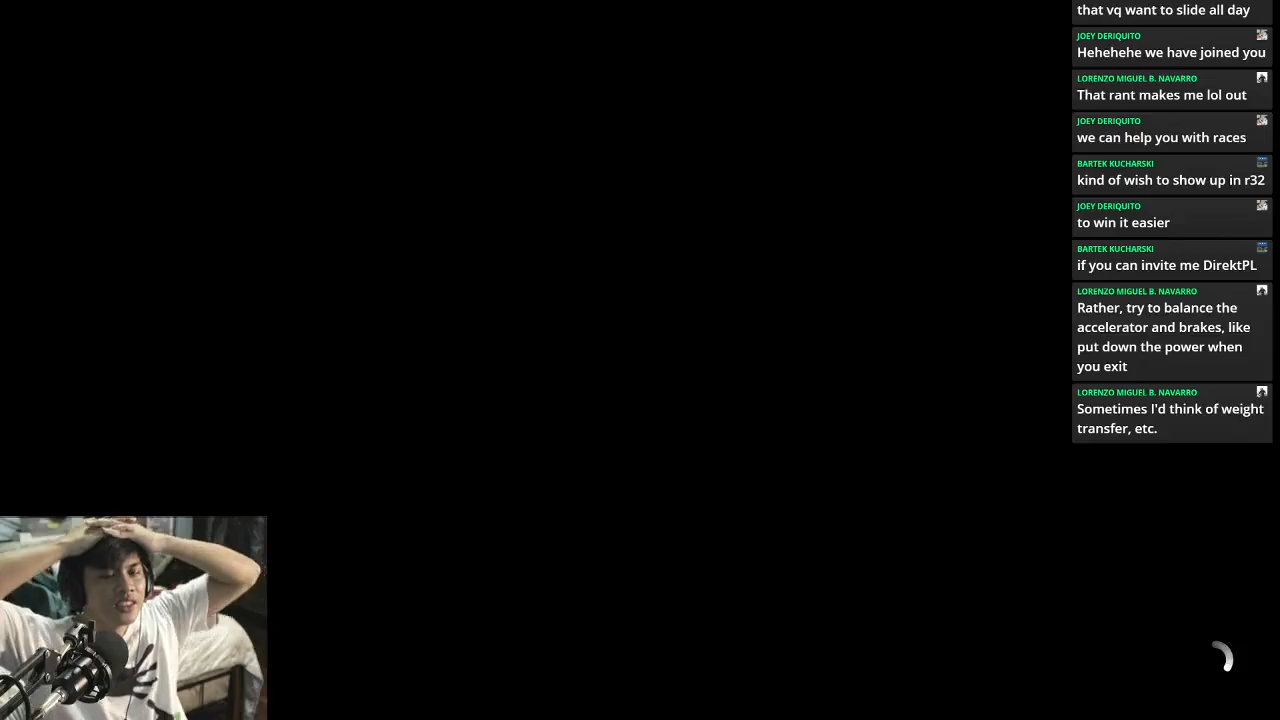 that vq want to slide all day
JOEY DERIQUITO
Hehehehe we have joined you
LORENZO MIGUEL B. NAVARRO
That rant makes me lol out
JOEY DERIQUITO
we can help you with races
BARTEK KUCHARSKI
kind of wish to show up in r32
JOEY DERIQUITO
to win it easier
BARTEK KUCHARSKI
if you can invite me DirektPL
LORENZO MIGUEL B. NAVARRO
Rather, try to balance the
accelerator and brakes, like
put down the power when
you exit
LORENZO MIGUEL B. NAVARRO
Sometimes I'd think of weight
transfer, etc.